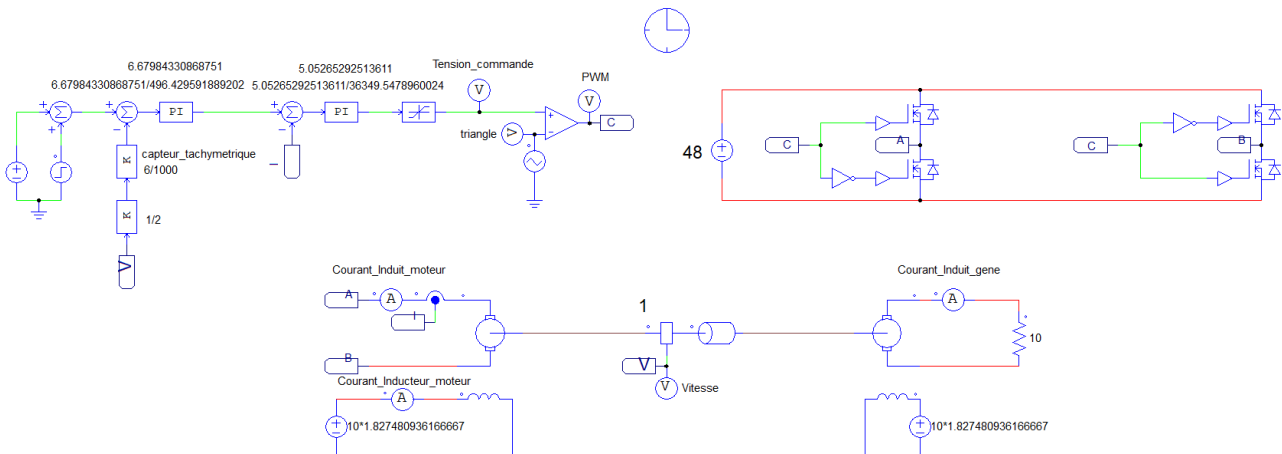 6.67984330868751
6.67984330868751/496.429591889202
5.05265292513611
5.05265292513611/36349.5478960024
Tension_commande
V
PWM
V
C
PI
PI
triangle
V
K
capteur_tachymetrique
6/1000
K
1/2
V
I
48
C
A
C
B
Courant_Induit_moteur
A
A
I
B
1
V
V
Vitesse
Courant_Induit_gene
A
10
Courant_Inducteur_moteur
A
10*1.827480936166667
10*1.827480936166667